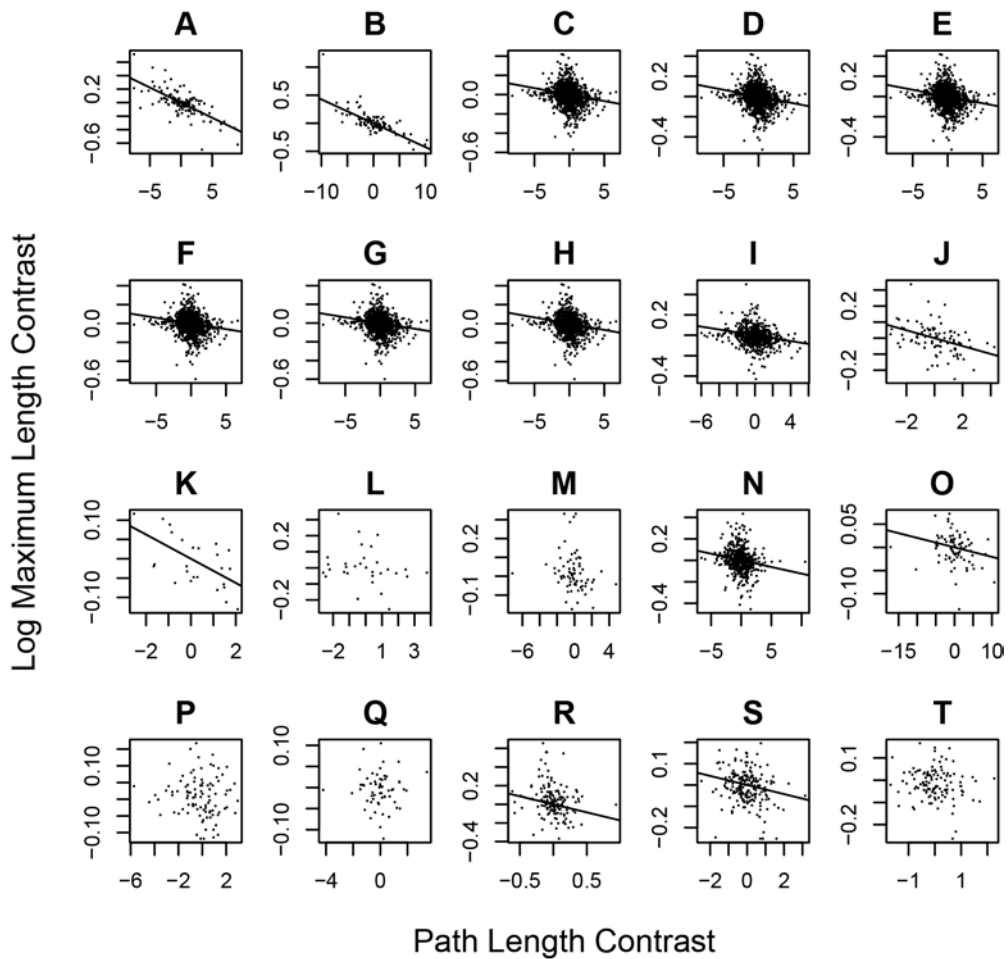 A B C D E
0.2 −0.6
0.5 −0.5
0.0 −0.6
0.2 −0.4
0.2 −0.4
−5 5 −10 0 10 −5 5 −5 5 −5 5
F G H I J
0.0 −0.6
0.0 −0.6
0.0 −0.6
0.2 −0.4
0.2 −0.2
−5 5 −5 5 −5 5 −6 0 4 −2 2
Log Maximum Length Contrast
K L M N O
0.10 −0.10
0.2 −0.2
0.2 −0.1
0.2 −0.4
0.05 −0.10
−2 0 2 −2 1 3 −6 0 4 −5 5 −15 0 10
P Q R S T
0.10 −0.10
0.10 −0.10
0.2 −0.4
0.1 −0.2
0.1 −0.2
−6 −2 2 −4 0 −0.5 0.5 −2 0 2 −1 1
Path Length Contrast